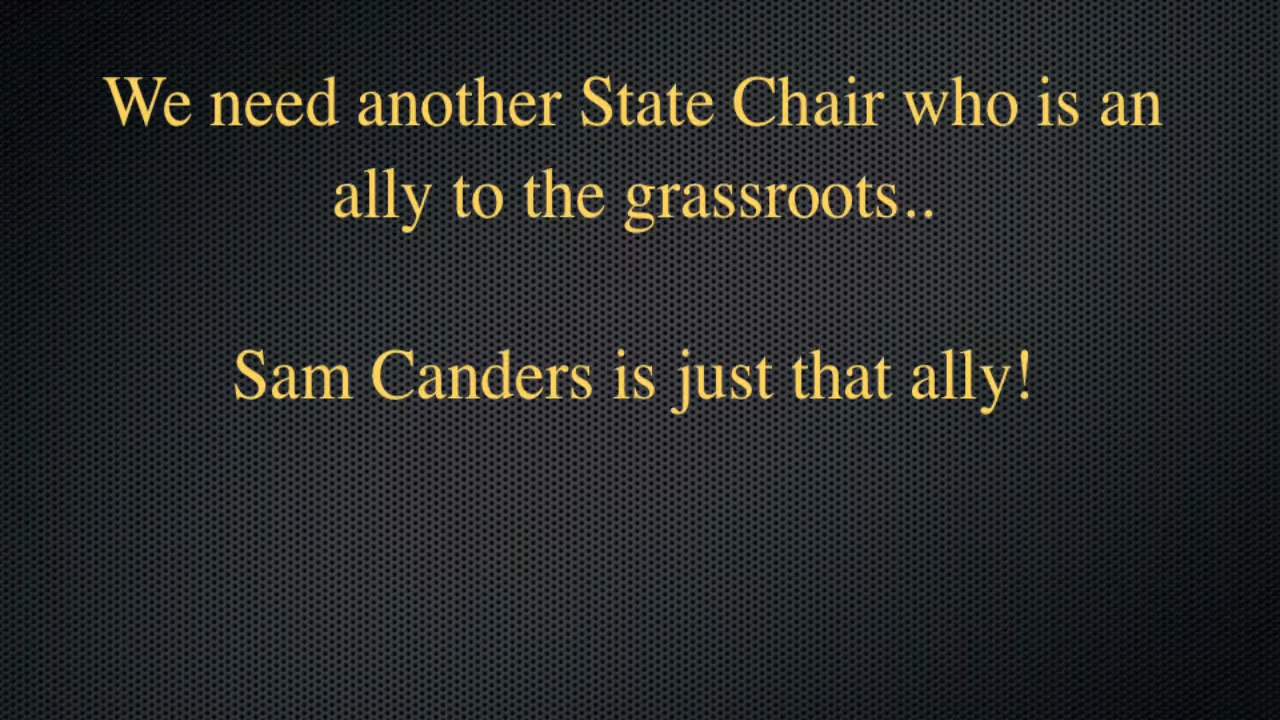 We need another State Chair who is an
ally to the grassroots..
Sam Canders is just that ally!